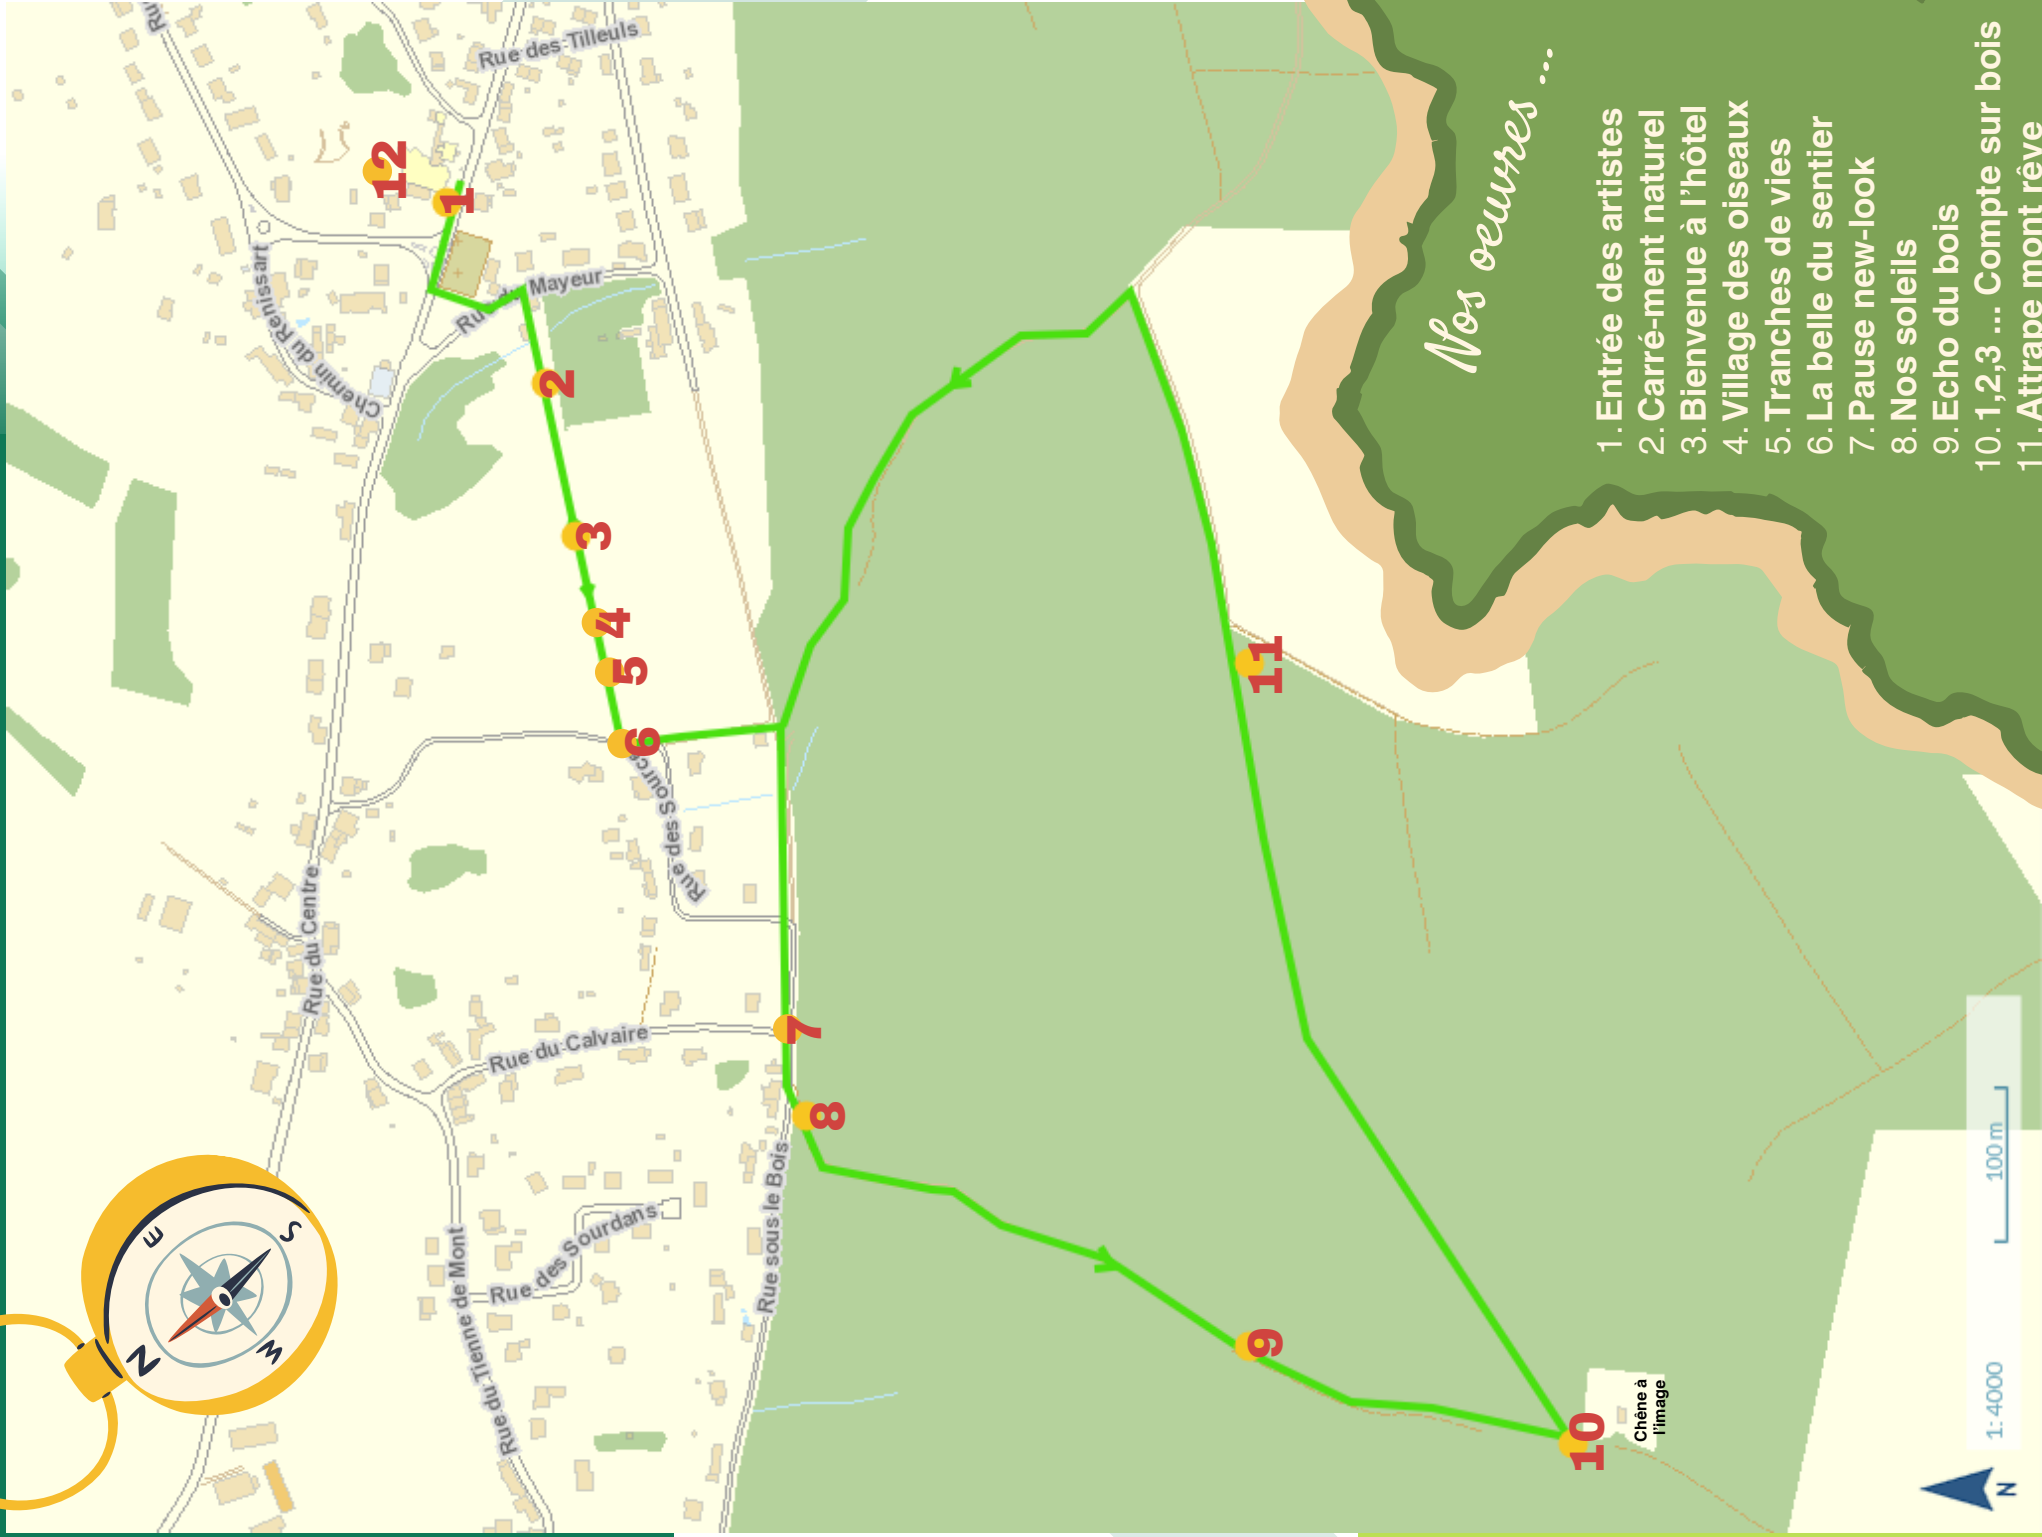 Nos oeuvres ...
1. Entrée des artistes
2. Carré-ment naturel
3. Bienvenue à l'hôtel
4. Village des oiseaux
5. Tranches de vies
6. La belle du sentier
7. Pause new-look
8. Nos soleils
9. Echo du bois
10. 1,2,3 ... Compte sur bois
11. Attrape mont rêve
Rue des Tilleuls
Chemin du Renissart
Mayeur
Rue du Centre
Rue des Sources
Rue du Calvaire
Rue du Tienne de Mont
Rue des Sourdans
Rue sous le Bois
Chêne à
l'image
1
2
3
4
5
6
7
8
9
10
11
12
N
E
S
W
1: 4000
100 m
N